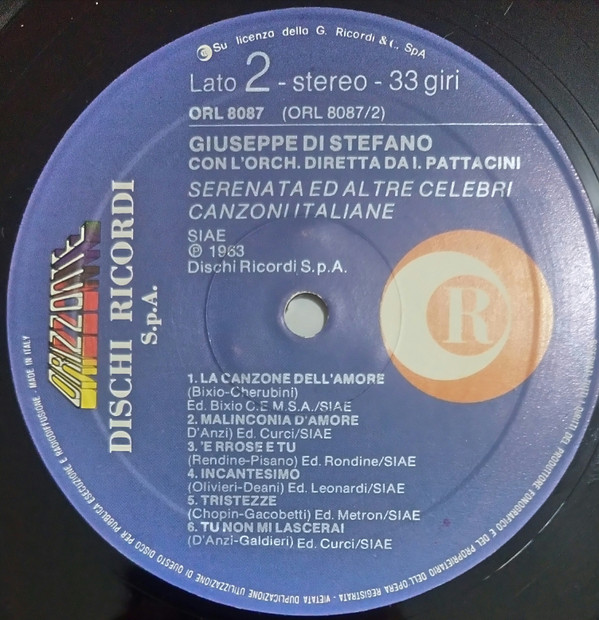 Su licenza della G. Ricordi & C. SpA
Lato 2 - stereo - 33 giri
ORL 8087 (ORL 8087/2)
GIUSEPPE DI STEFANO
CON L'ORCH. DIRETTA DA I. PATTACINI
SERENATA ED ALTRE CELEBRI
CANZONI ITALIANE
SIAE
℗ 1963
Dischi Ricordi S.p.A.
Orizzonte
DISCHI RICORDI
S.p.A.
R
1. LA CANZONE DELL'AMORE
(Bixio-Cherubini)
Ed. Bixio C.E.M.S.A./SIAE
2. MALINCONIA D'AMORE
D'Anzi) Ed. Curci/SIAE
3. 'E RROSE E TU
(Rendine-Pisano) Ed. Rondine/SIAE
4. INCANTESIMO
(Olivieri-Deani) Ed. Leonardi/SIAE
5. TRISTEZZE
(Chopin-Gacobetti) Ed. Metron/SIAE
6. TU NON MI LASCERAI
(D'Anzi-Galdieri) Ed. Curci/SIAE
DIRITTI DEL PRODUTTORE FONOGRAFICO E DEL PROPRIETARIO DELL'OPERA REGISTRATA - VIETATA DUPLICAZIONE UTILIZZAZIONE DI QUESTO DISCO PER PUBBLICA ESECUZIONE E RADIODIFFUSIONE - MADE IN ITALY